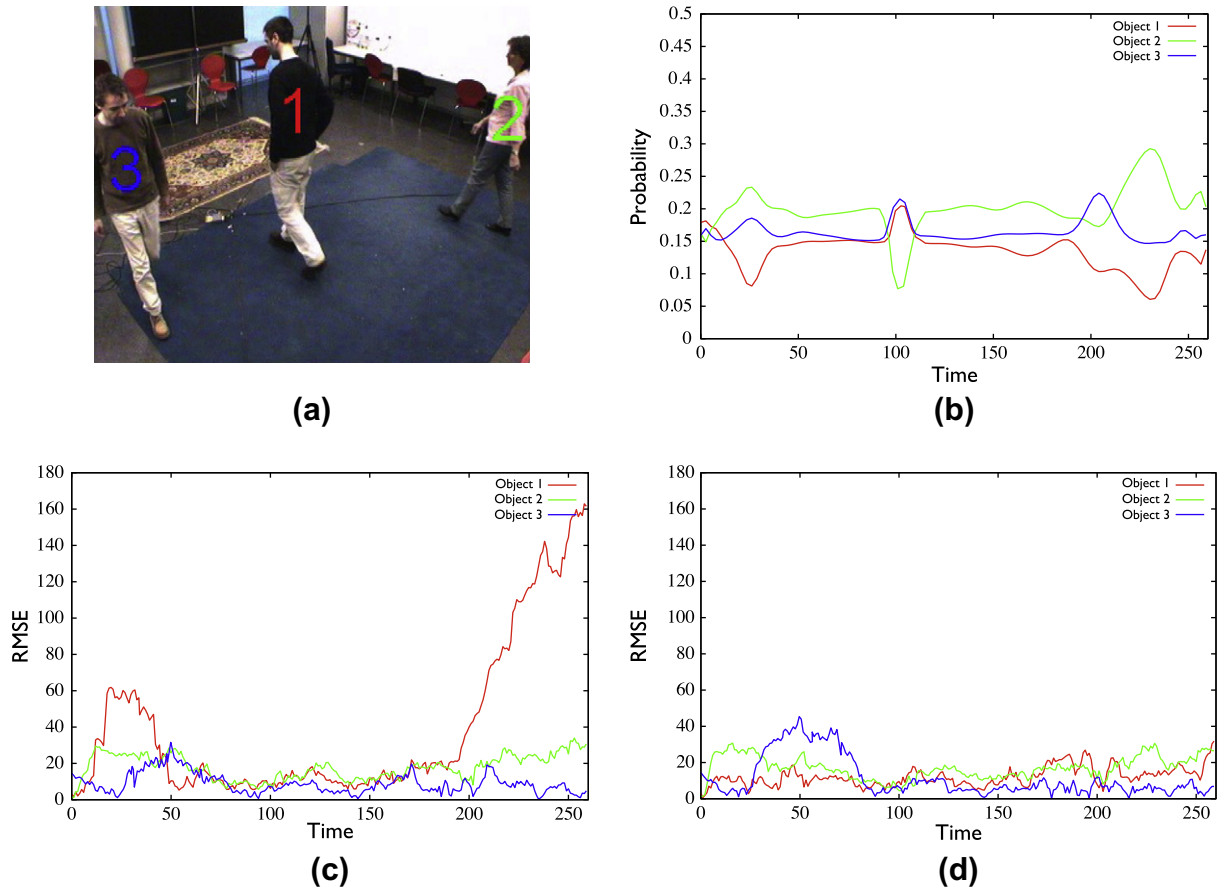 3
1
2
(a)
Probability
0.5
0.45
0.4
0.35
0.3
0.25
0.2
0.15
0.1
0.05
0
Object 1
Object 2
Object 3
0 50 100 150 200 250
Time
(b)
RMSE
180
160
140
120
100
80
60
40
20
0
Object 1
Object 2
Object 3
0 50 100 150 200 250
Time
(c)
RMSE
180
160
140
120
100
80
60
40
20
0
Object 1
Object 2
Object 3
0 50 100 150 200 250
Time
(d)